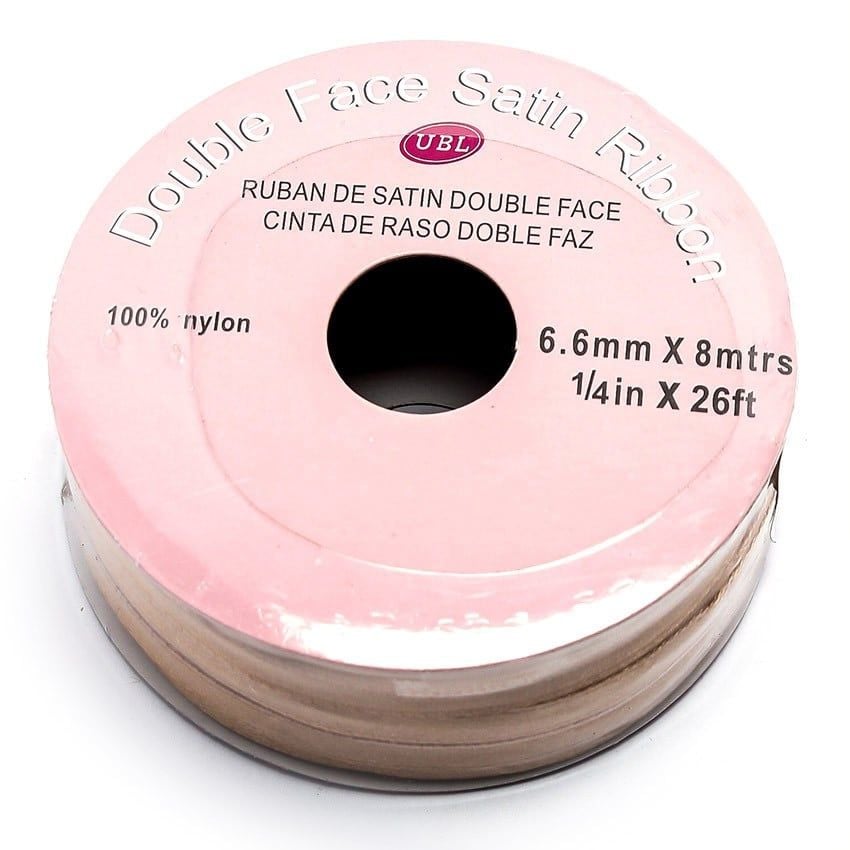 Double Face Satin Ribbon
UBL
RUBAN DE SATIN DOUBLE FACE
CINTA DE RASO DOBLE FAZ
100% nylon
6.6mm X 8mtrs
1/4in X 26ft